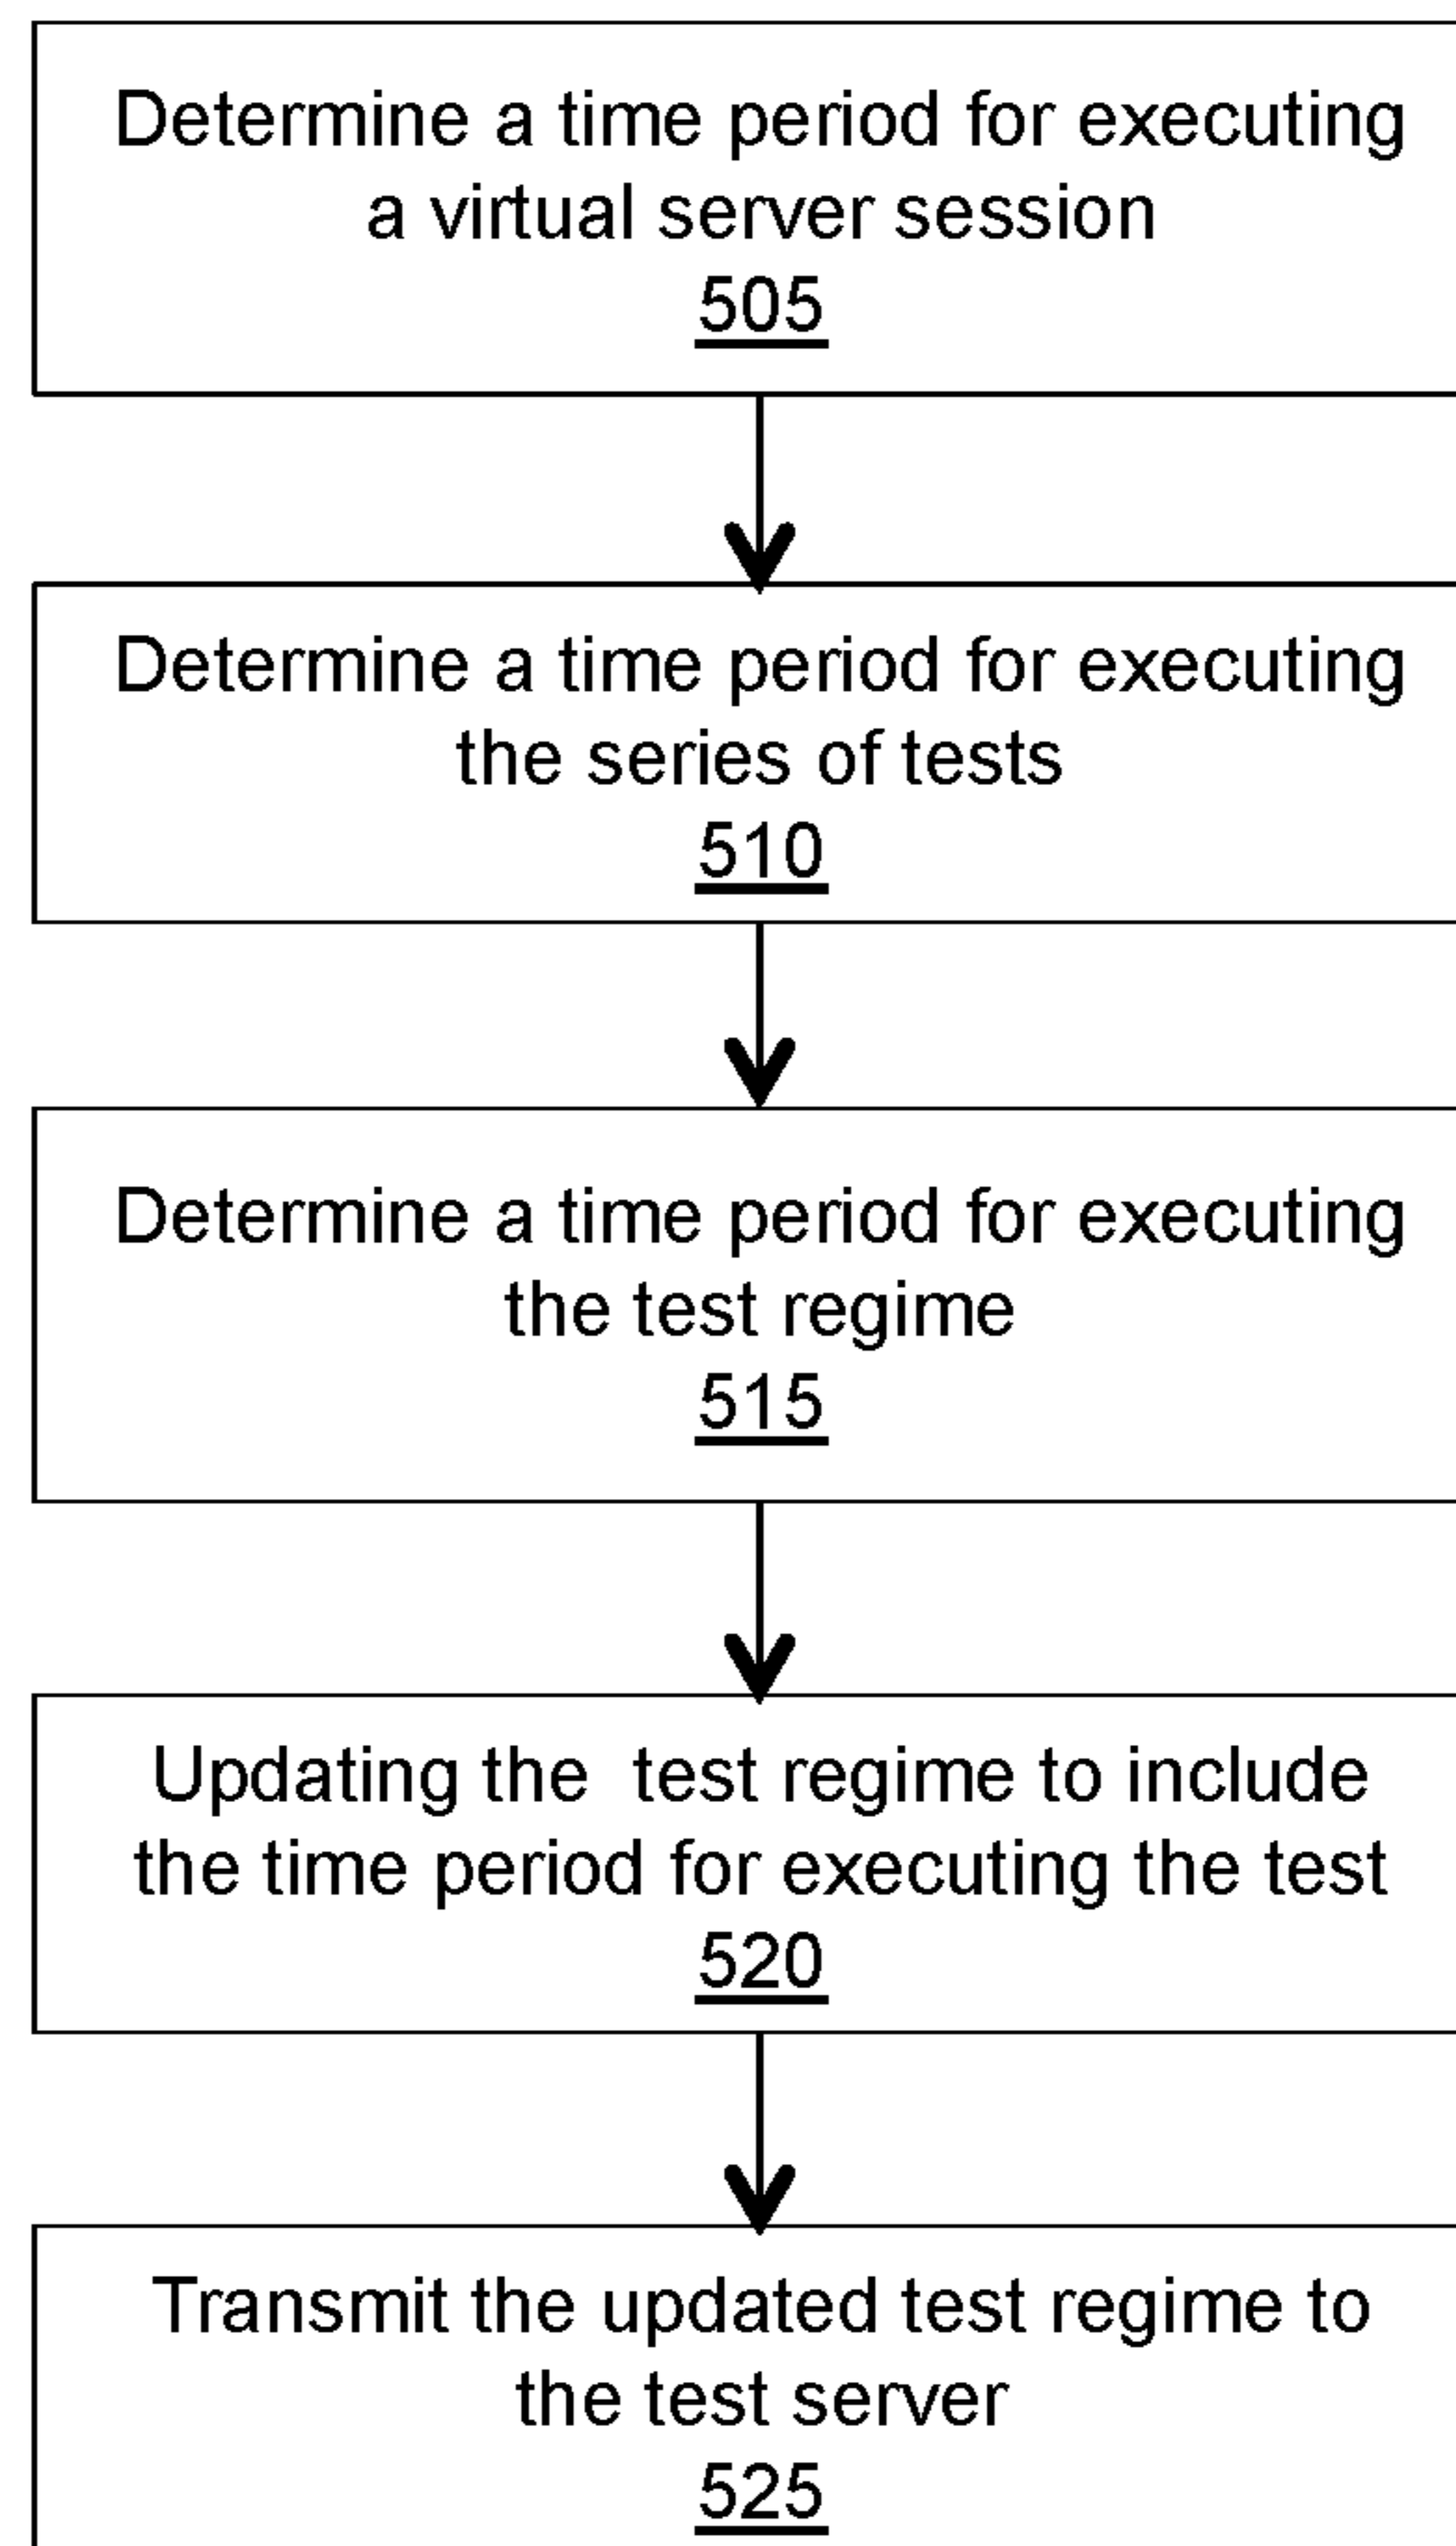 Determine a time period for executing
a virtual server session
505
Determine a time period for executing
the series of tests
510
Determine a time period for executing
the test regime
515
Updating the  test regime to include
the time period for executing the test
520
Transmit the updated test regime to
the test server
525